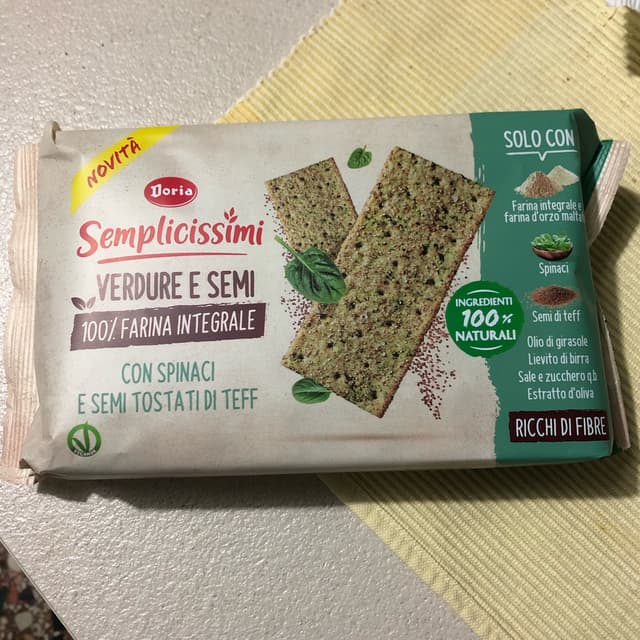 NOVITÀ
Doria
Semplicissimi
VERDURE E SEMI
100% FARINA INTEGRALE
CON SPINACI
E SEMI TOSTATI DI TEFF
VEGAN
INGREDIENTI
100%
NATURALI
SOLO CON
Farina integrale e
farina d'orzo malta
Spinaci
Semi di teff
Olio di girasole
Lievito di birra
Sale e zucchero q.b.
Estratto d'oliva
RICCHI DI FIBRE